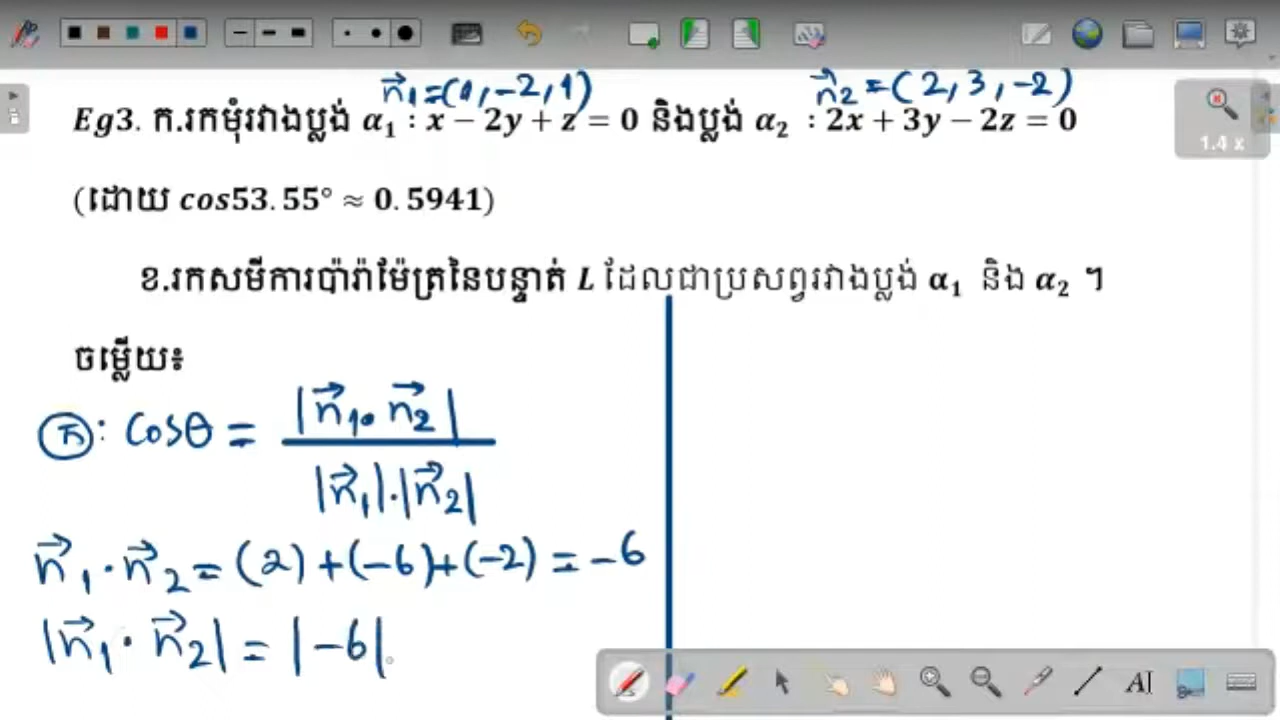 n⃗1 = (1, -2, 1) n⃗2 = (2, 3, -2)
Eg3. ក.រកមុំរវាងប្លង់ α₁ : x − 2y + z = 0 និងប្លង់ α₂ : 2x + 3y − 2z = 0
1.4 x
(ដោយ cos53.55° ≈ 0.5941)
ខ.រកសមីការប៉ារ៉ាម៉ែត្រនៃបន្ទាត់ L ដែលជាប្រសព្វរវាងប្លង់ α₁ និង α₂ ។
ចម្លើយ៖
ក: cosθ = |n⃗1 · n⃗2| / |n⃗1| · |n⃗2|
n⃗1 · n⃗2 = (2) + (-6) + (-2) = -6
|n⃗1 · n⃗2| = |-6|
AI